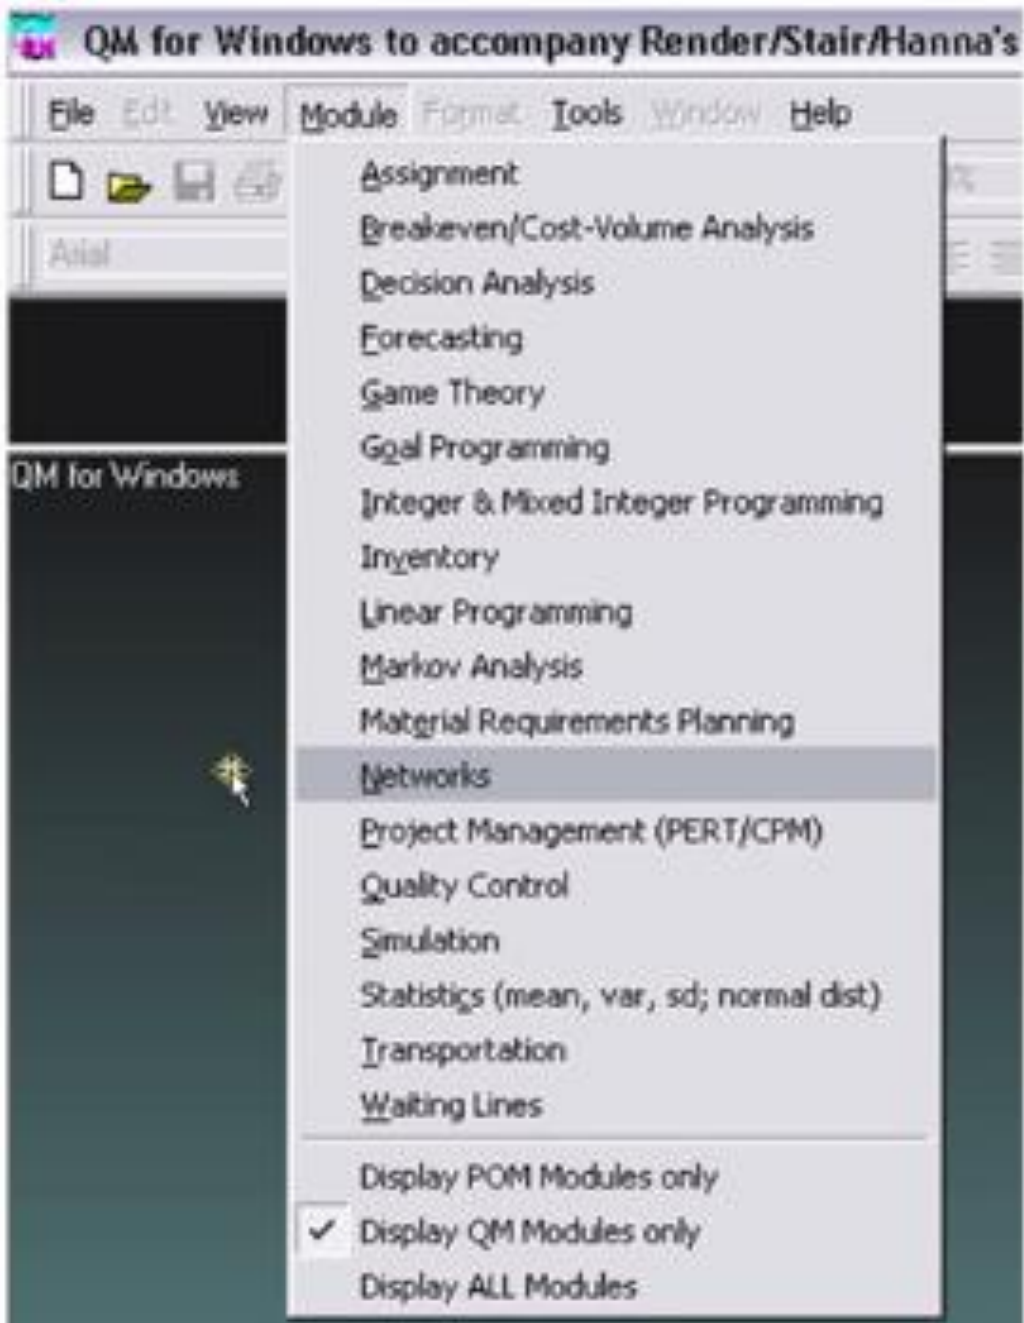 QM for Windows to accompany Render/Stair/Hanna's
File Edit View Module Format Tools Window Help
Arial
%
QM for Windows
Assignment
Breakeven/Cost-Volume Analysis
Decision Analysis
Forecasting
Game Theory
Goal Programming
Integer & Mixed Integer Programming
Inventory
Linear Programming
Markov Analysis
Material Requirements Planning
Networks
Project Management (PERT/CPM)
Quality Control
Simulation
Statistics (mean, var, sd; normal dist)
Transportation
Waiting Lines
Display POM Modules only
Display QM Modules only
Display ALL Modules